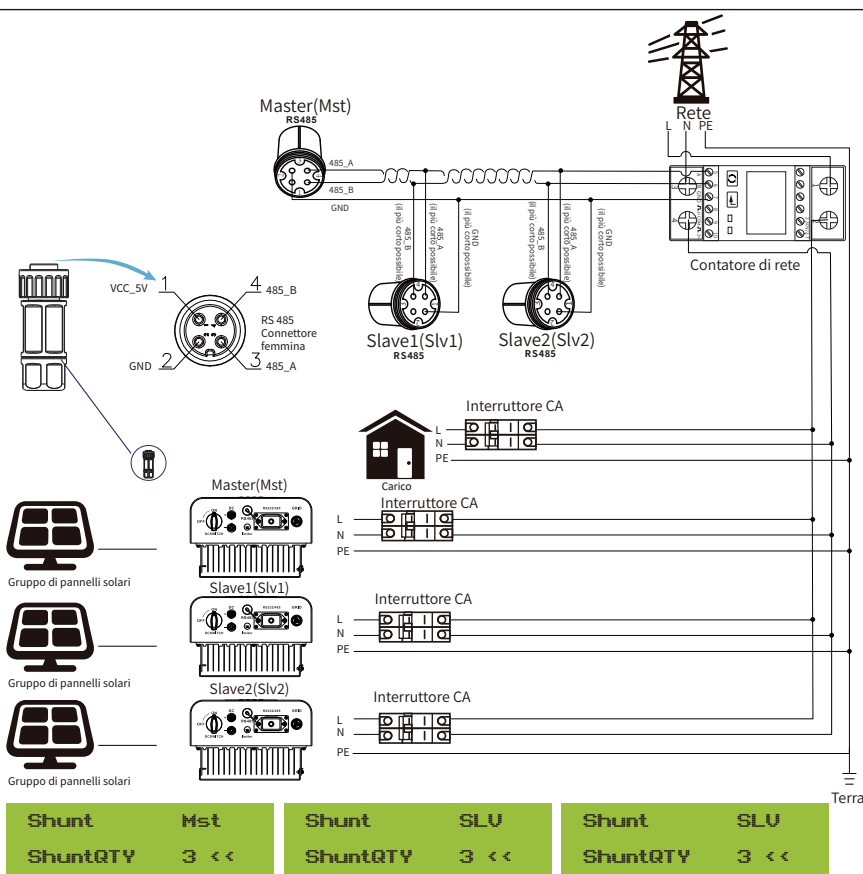 Rete
L N PE
Master(Mst)
RS485
485_A
485_B
GND
485_B
(il più corto possibile)
485_A
(il più corto possibile)
GND
(il più corto possibile)
485_B
(il più corto possibile)
485_A
(il più corto possibile)
GND
(il più corto possibile)
Contatore di rete
VCC_5V 1
4 485_B
RS 485
Connettore
femmina
GND 2
3 485_A
Slave1(Slv1)
RS485
Slave2(Slv2)
RS485
Interruttore CA
L
N
PE
Carico
Master(Mst)
Interruttore CA
L
N
PE
Gruppo di pannelli solari
Slave1(Slv1)
Interruttore CA
L
N
PE
Gruppo di pannelli solari
Slave2(Slv2)
Interruttore CA
L
N
PE
Gruppo di pannelli solari
Terra
Shunt Mst
ShuntQTY 3 <<
Shunt SLV
ShuntQTY 3 <<
Shunt SLV
ShuntQTY 3 <<